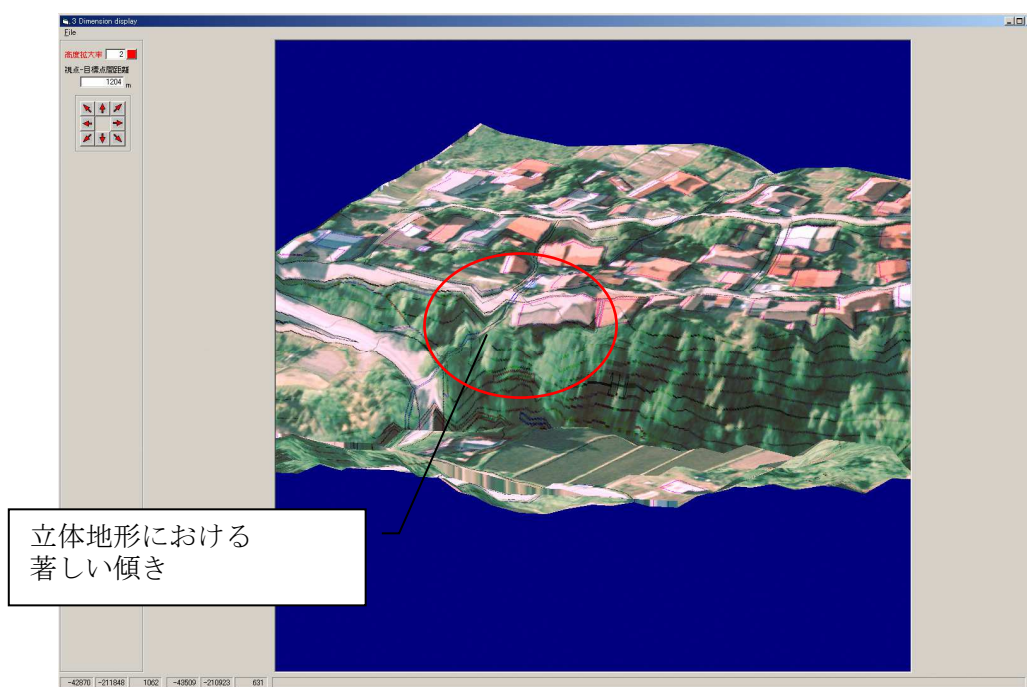 3 Dimension display
File
高度拡大率 2
視点-目標点間距離
1204 m
立体地形における
著しい傾き
-42870 -211848 1062 -43509 -210923 631